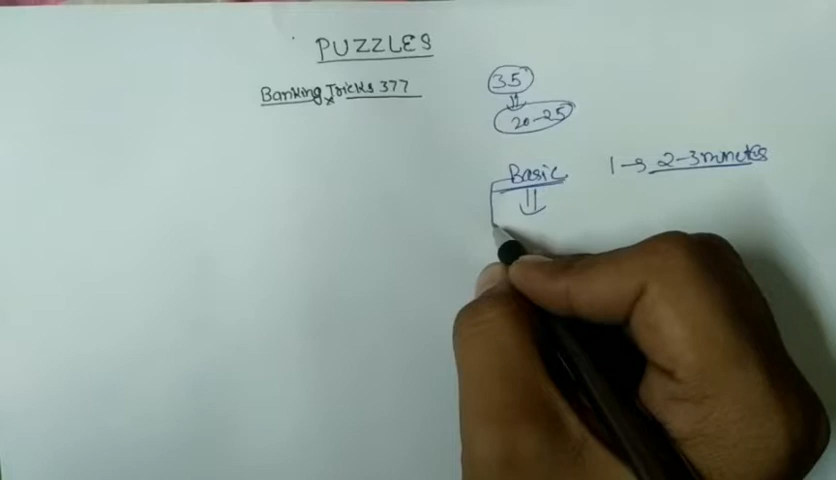 PUZZLES
Banking Tricks 377
35
20-25
Basic
1 → 2-3 minutes